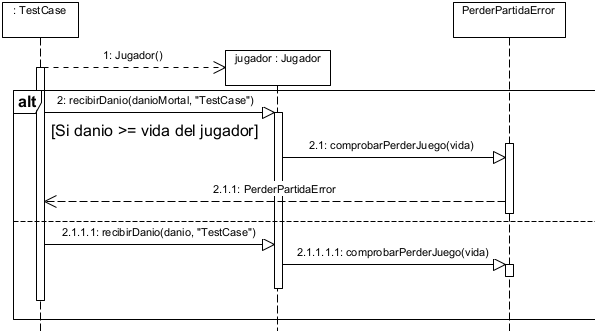 : TestCase
PerderPartidaError
1: Jugador()
jugador : Jugador
alt
2: recibirDanio(danioMortal, "TestCase")
[Si danio >= vida del jugador]
2.1: comprobarPerderJuego(vida)
2.1.1: PerderPartidaError
2.1.1.1: recibirDanio(danio, "TestCase")
2.1.1.1.1: comprobarPerderJuego(vida)